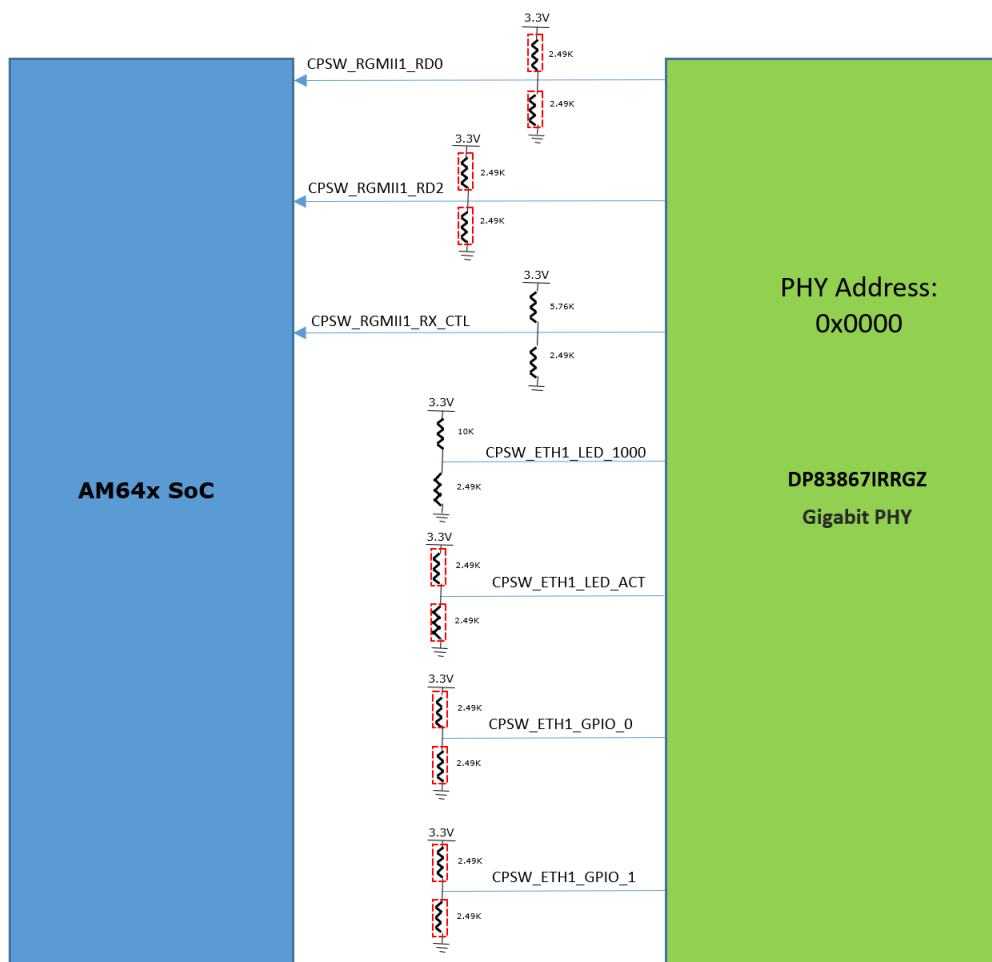 3.3V
2.49K
CPSW_RGMII1_RD0
2.49K
3.3V
2.49K
CPSW_RGMII1_RD2
2.49K
3.3V
5.76K
CPSW_RGMII1_RX_CTL
2.49K
3.3V
10K
CPSW_ETH1_LED_1000
2.49K
3.3V
2.49K
CPSW_ETH1_LED_ACT
2.49K
3.3V
2.49K
CPSW_ETH1_GPIO_0
2.49K
3.3V
2.49K
CPSW_ETH1_GPIO_1
2.49K
AM64x SoC
PHY Address:
0x0000
DP83867IRRGZ
Gigabit PHY